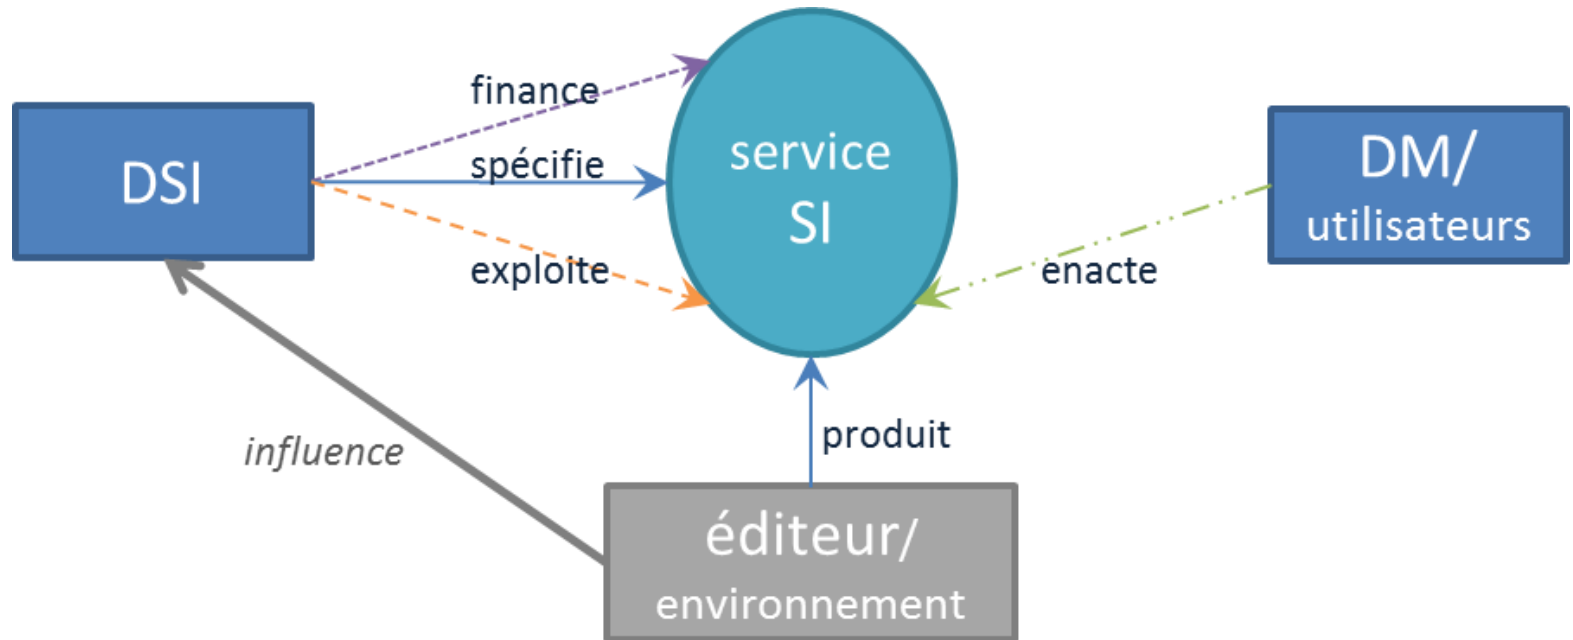 finance
spécifie
exploite
DSI
service
SI
DM/
utilisateurs
enacte
influence
produit
éditeur/
environnement